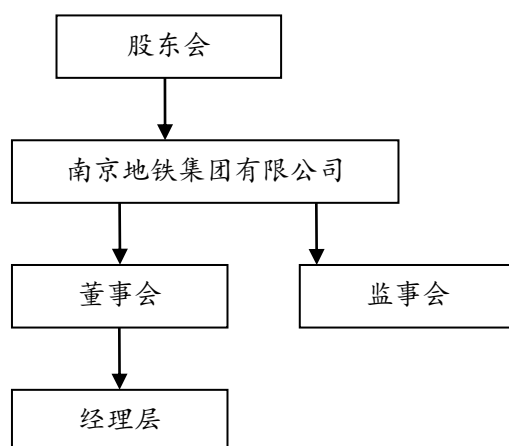 股东会
南京地铁集团有限公司
董事会
监事会
经理层